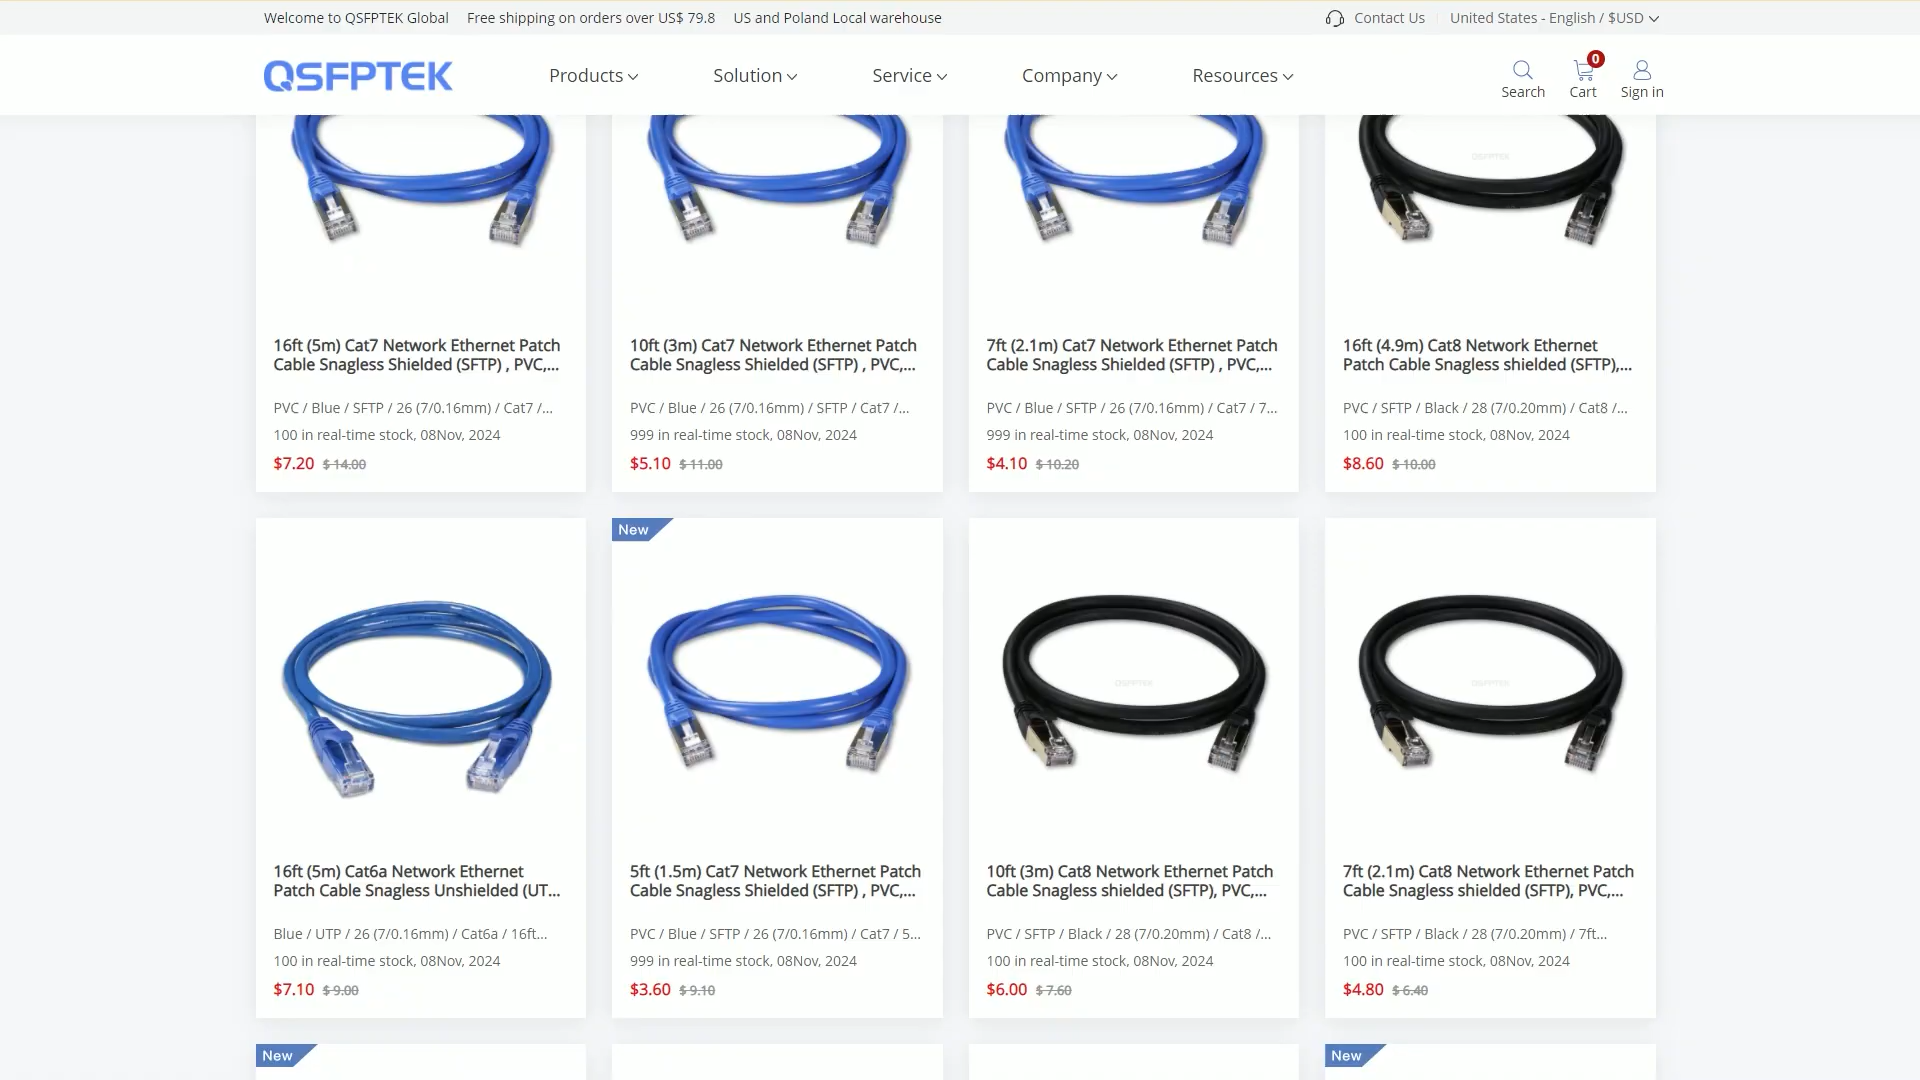 Welcome to QSFPTEK Global Free shipping on orders over US$ 79.8 US and Poland Local warehouse
Contact Us United States - English / $USD
QSFPTEK
Products Solution Service Company Resources
0
Search Cart Sign in
QSFPTEK
16ft (5m) Cat7 Network Ethernet Patch
Cable Snagless Shielded (SFTP) , PVC,...
PVC / Blue / SFTP / 26 (7/0.16mm) / Cat7 /...
100 in real-time stock, 08Nov, 2024
$7.20 $ 14.00
10ft (3m) Cat7 Network Ethernet Patch
Cable Snagless Shielded (SFTP) , PVC,...
PVC / Blue / 26 (7/0.16mm) / SFTP / Cat7 /...
999 in real-time stock, 08Nov, 2024
$5.10 $ 11.00
7ft (2.1m) Cat7 Network Ethernet Patch
Cable Snagless Shielded (SFTP) , PVC,...
PVC / Blue / SFTP / 26 (7/0.16mm) / Cat7 / 7...
999 in real-time stock, 08Nov, 2024
$4.10 $ 10.20
16ft (4.9m) Cat8 Network Ethernet
Patch Cable Snagless shielded (SFTP),...
PVC / SFTP / Black / 28 (7/0.20mm) / Cat8 /...
100 in real-time stock, 08Nov, 2024
$8.60 $ 10.00
16ft (5m) Cat6a Network Ethernet
Patch Cable Snagless Unshielded (UT...
Blue / UTP / 26 (7/0.16mm) / Cat6a / 16ft...
100 in real-time stock, 08Nov, 2024
$7.10 $ 9.00
New
5ft (1.5m) Cat7 Network Ethernet Patch
Cable Snagless Shielded (SFTP) , PVC,...
PVC / Blue / SFTP / 26 (7/0.16mm) / Cat7 / 5...
999 in real-time stock, 08Nov, 2024
$3.60 $ 9.10
QSFPTEK
10ft (3m) Cat8 Network Ethernet Patch
Cable Snagless shielded (SFTP), PVC,...
PVC / SFTP / Black / 28 (7/0.20mm) / Cat8 /...
100 in real-time stock, 08Nov, 2024
$6.00 $ 7.60
QSFPTEK
7ft (2.1m) Cat8 Network Ethernet Patch
Cable Snagless shielded (SFTP), PVC,...
PVC / SFTP / Black / 28 (7/0.20mm) / 7ft...
100 in real-time stock, 08Nov, 2024
$4.80 $ 6.40
New
New